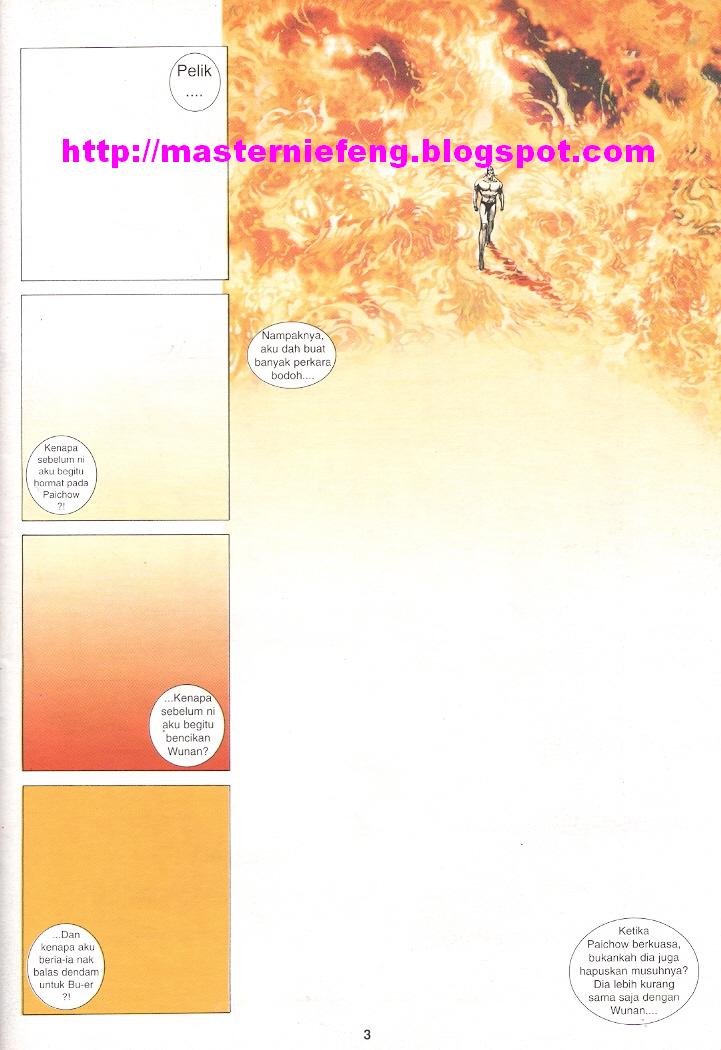 Pelik
....
http://masterniefeng.blogspot.com
Nampaknya,
aku dah buat
banyak perkara
bodoh....
Kenapa
sebelum ni
aku begitu
hormat pada
Paichow
?!
...Kenapa
sebelum ni
aku begitu
bencikan
Wunan?
...Dan
kenapa aku
beria-ia nak
balas dendam
untuk Bu-er
?!
Ketika
Paichow berkuasa,
bukankah dia juga
hapuskan musuhnya?
Dia lebih kurang
sama saja dengan
Wunan....
3